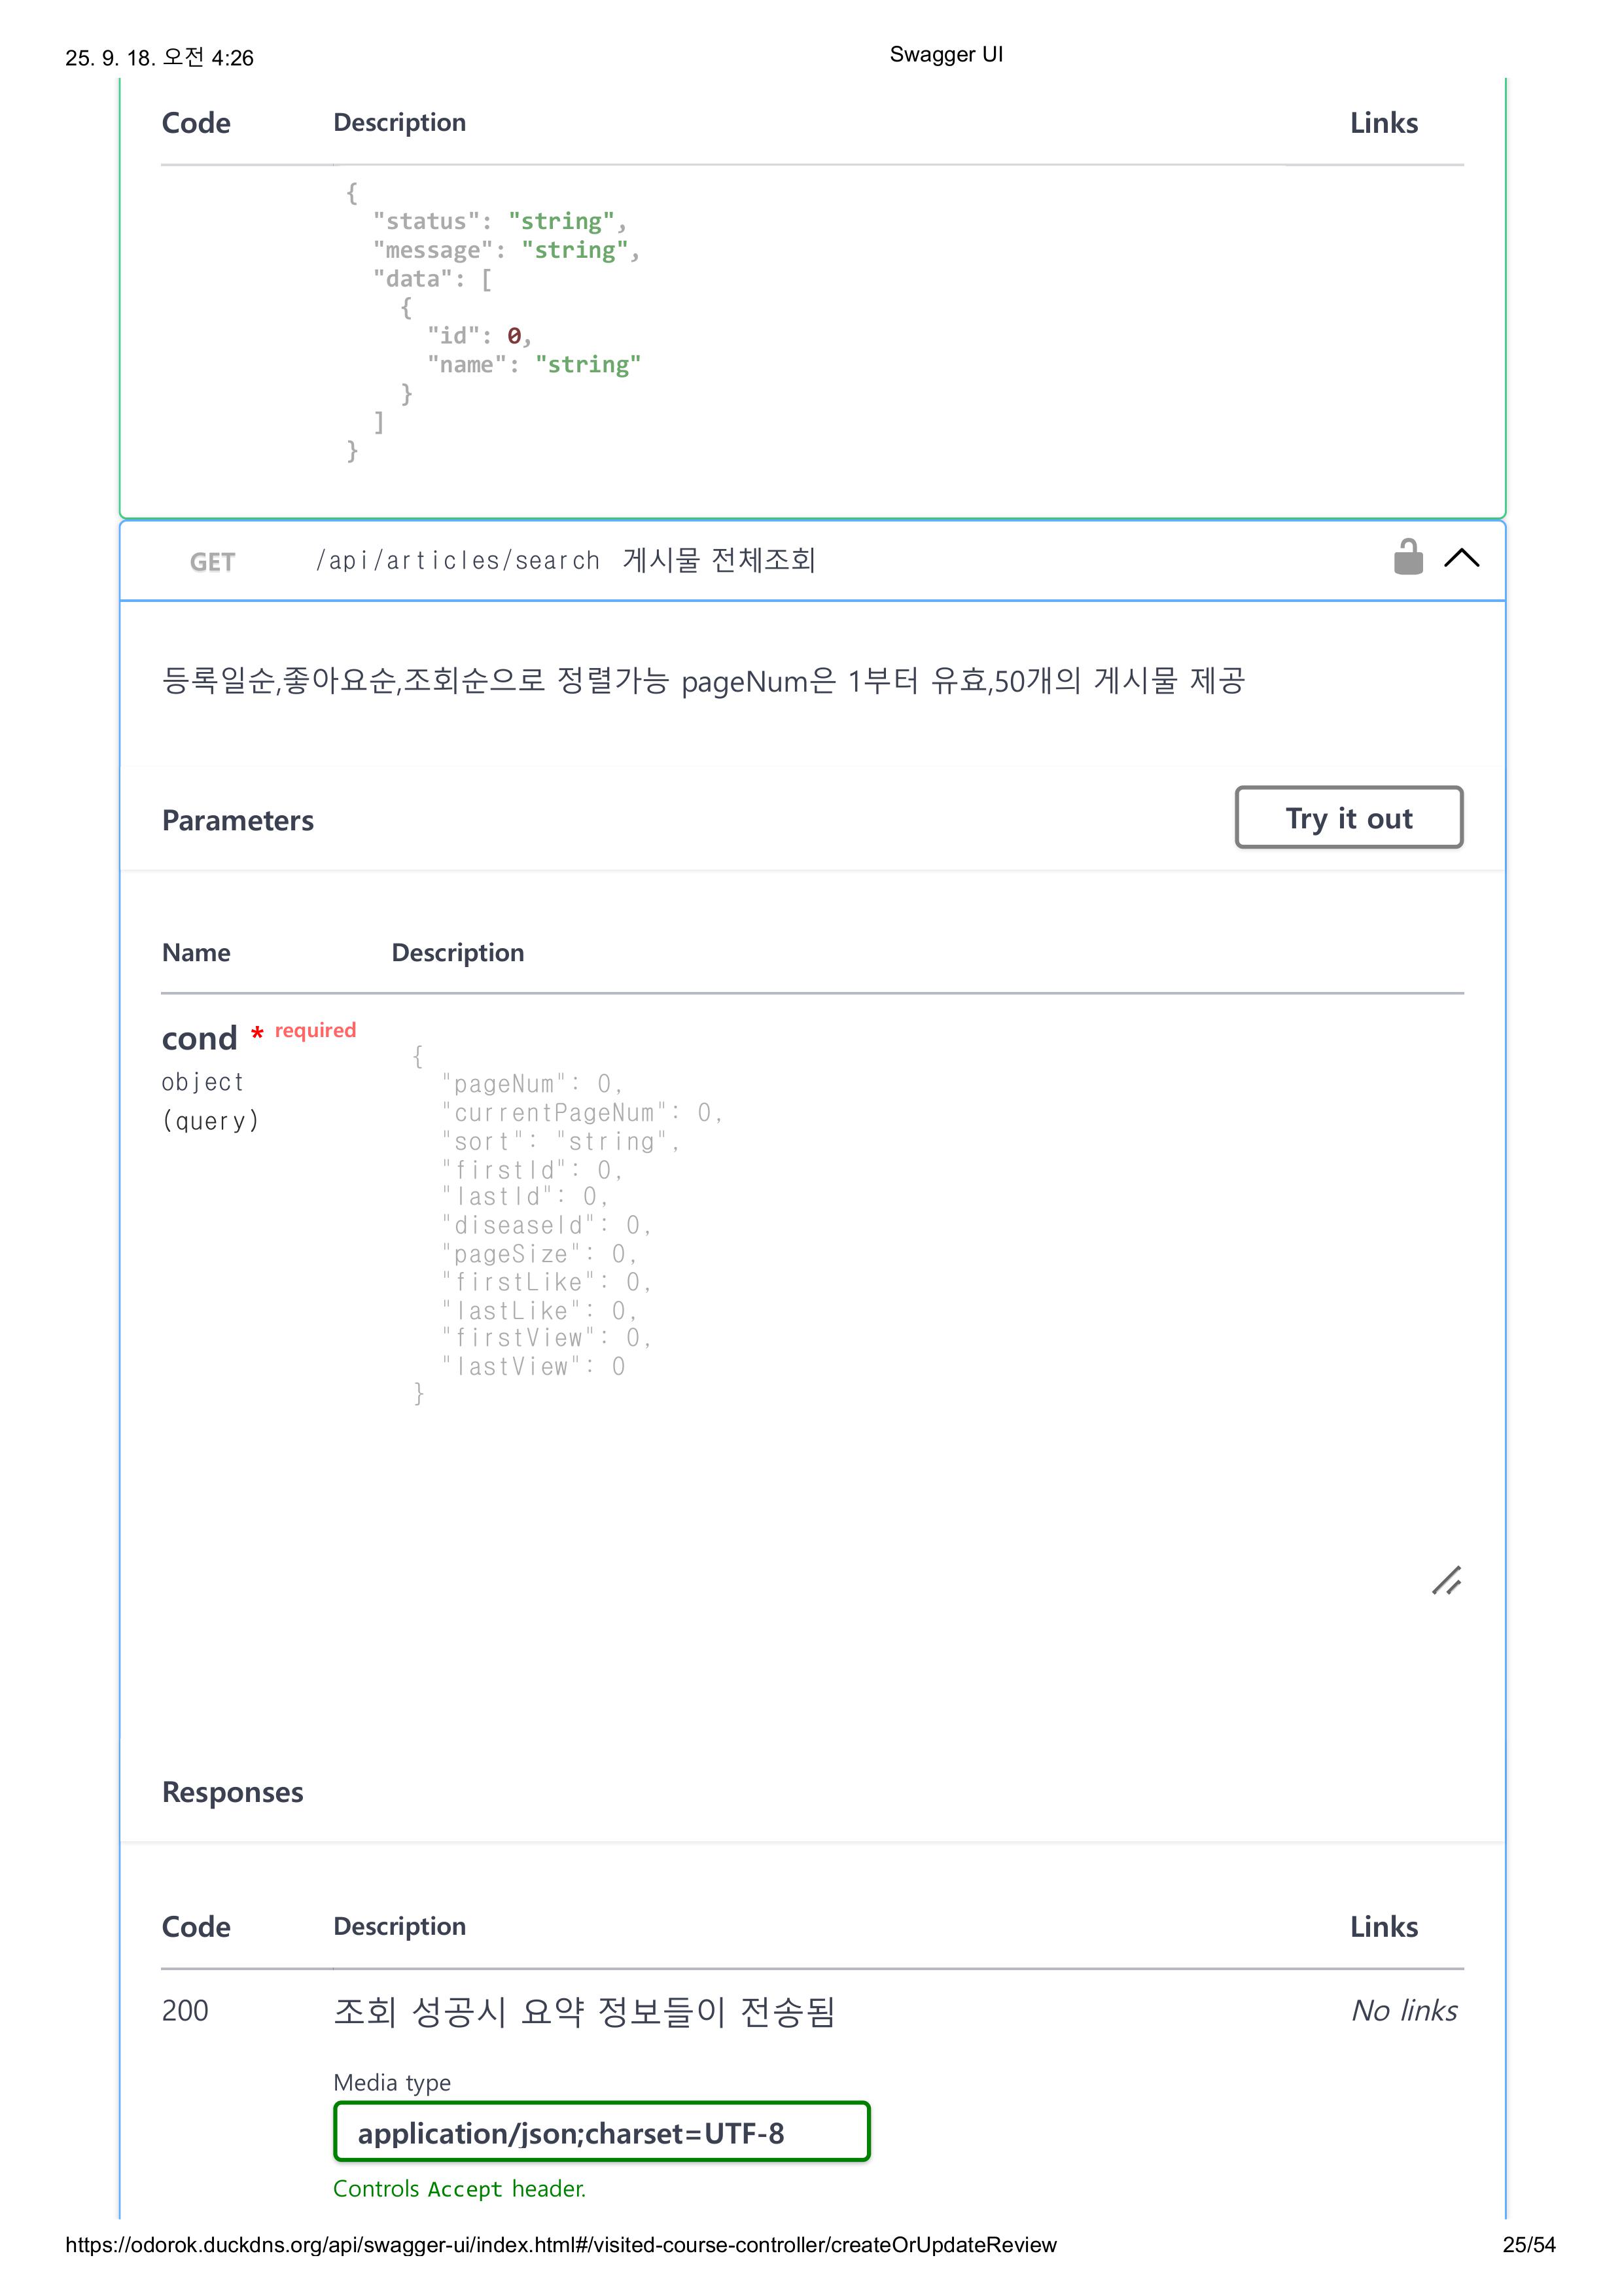 25. 9. 18. 오전 4:26
Swagger UI
Code Description Links
{
"status": "string",
"message": "string",
"data": [
{
"id": 0,
"name": "string"
}
]
}
GET /api/articles/search 게시물 전체조회
등록일순,좋아요순,조회순으로 정렬가능 pageNum은 1부터 유효,50개의 게시물 제공
Parameters
Try it out
Name Description
cond * required
object
(query)
{
"pageNum": 0,
"currentPageNum": 0,
"sort": "string",
"firstId": 0,
"lastId": 0,
"diseaseId": 0,
"pageSize": 0,
"firstLike": 0,
"lastLike": 0,
"firstView": 0,
"lastView": 0
}
Responses
Code Description Links
200 조회 성공시 요약 정보들이 전송됨 No links
Media type
application/json;charset=UTF-8
Controls Accept header.
https://odorok.duckdns.org/api/swagger-ui/index.html#/visited-course-controller/createOrUpdateReview
25/54